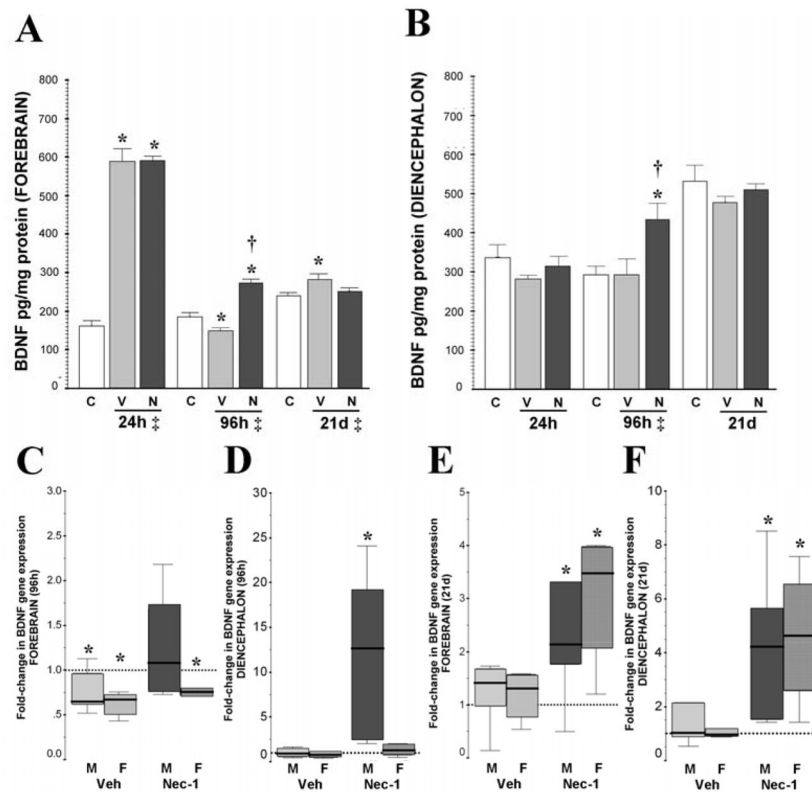 A
BDNF pg/mg protein (FOREBRAIN)
800
700
600
500
400
300
200
100
0
* *
*
†
*
*
C V N C V N C V N
24h ‡ 96h ‡ 21d ‡
B
BDNF pg/mg protein (DIENCEPHALON)
800
700
600
500
400
300
200
100
0
†
*
C V N C V N C V N
24h 96h ‡ 21d
C
Fold-change in BDNF gene expression
FOREBRAIN (96h)
3.0
2.5
2.0
1.5
1.0
.5
0
* * *
M F M F
Veh Nec-1
D
Fold-change in BDNF gene expression
DIENCEPHALON (96h)
30
25
20
15
10
5
0
*
M F M F
Veh Nec-1
E
Fold-change in BDNF gene expression
FOREBRAIN (21d)
5
4
3
2
1
0
* *
M F M F
Veh Nec-1
F
Fold-change in BDNF gene expression
DIENCEPHALON (21d)
10
8
6
4
2
0
* *
M F M F
Veh Nec-1